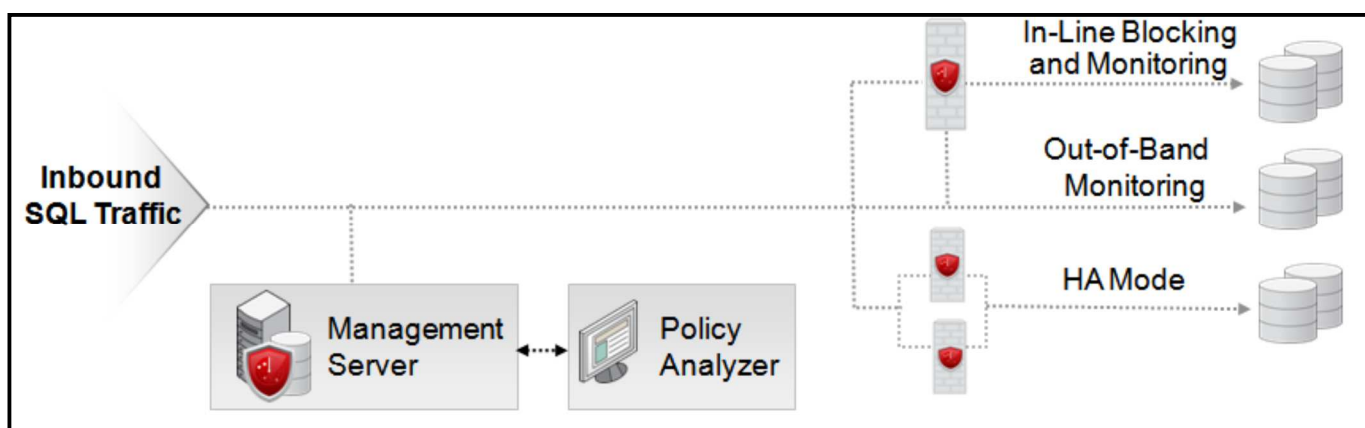 In-Line Blocking
and Monitoring
Out-of-Band
Monitoring
Inbound
SQL Traffic
HA Mode
Management
Server
Policy
Analyzer